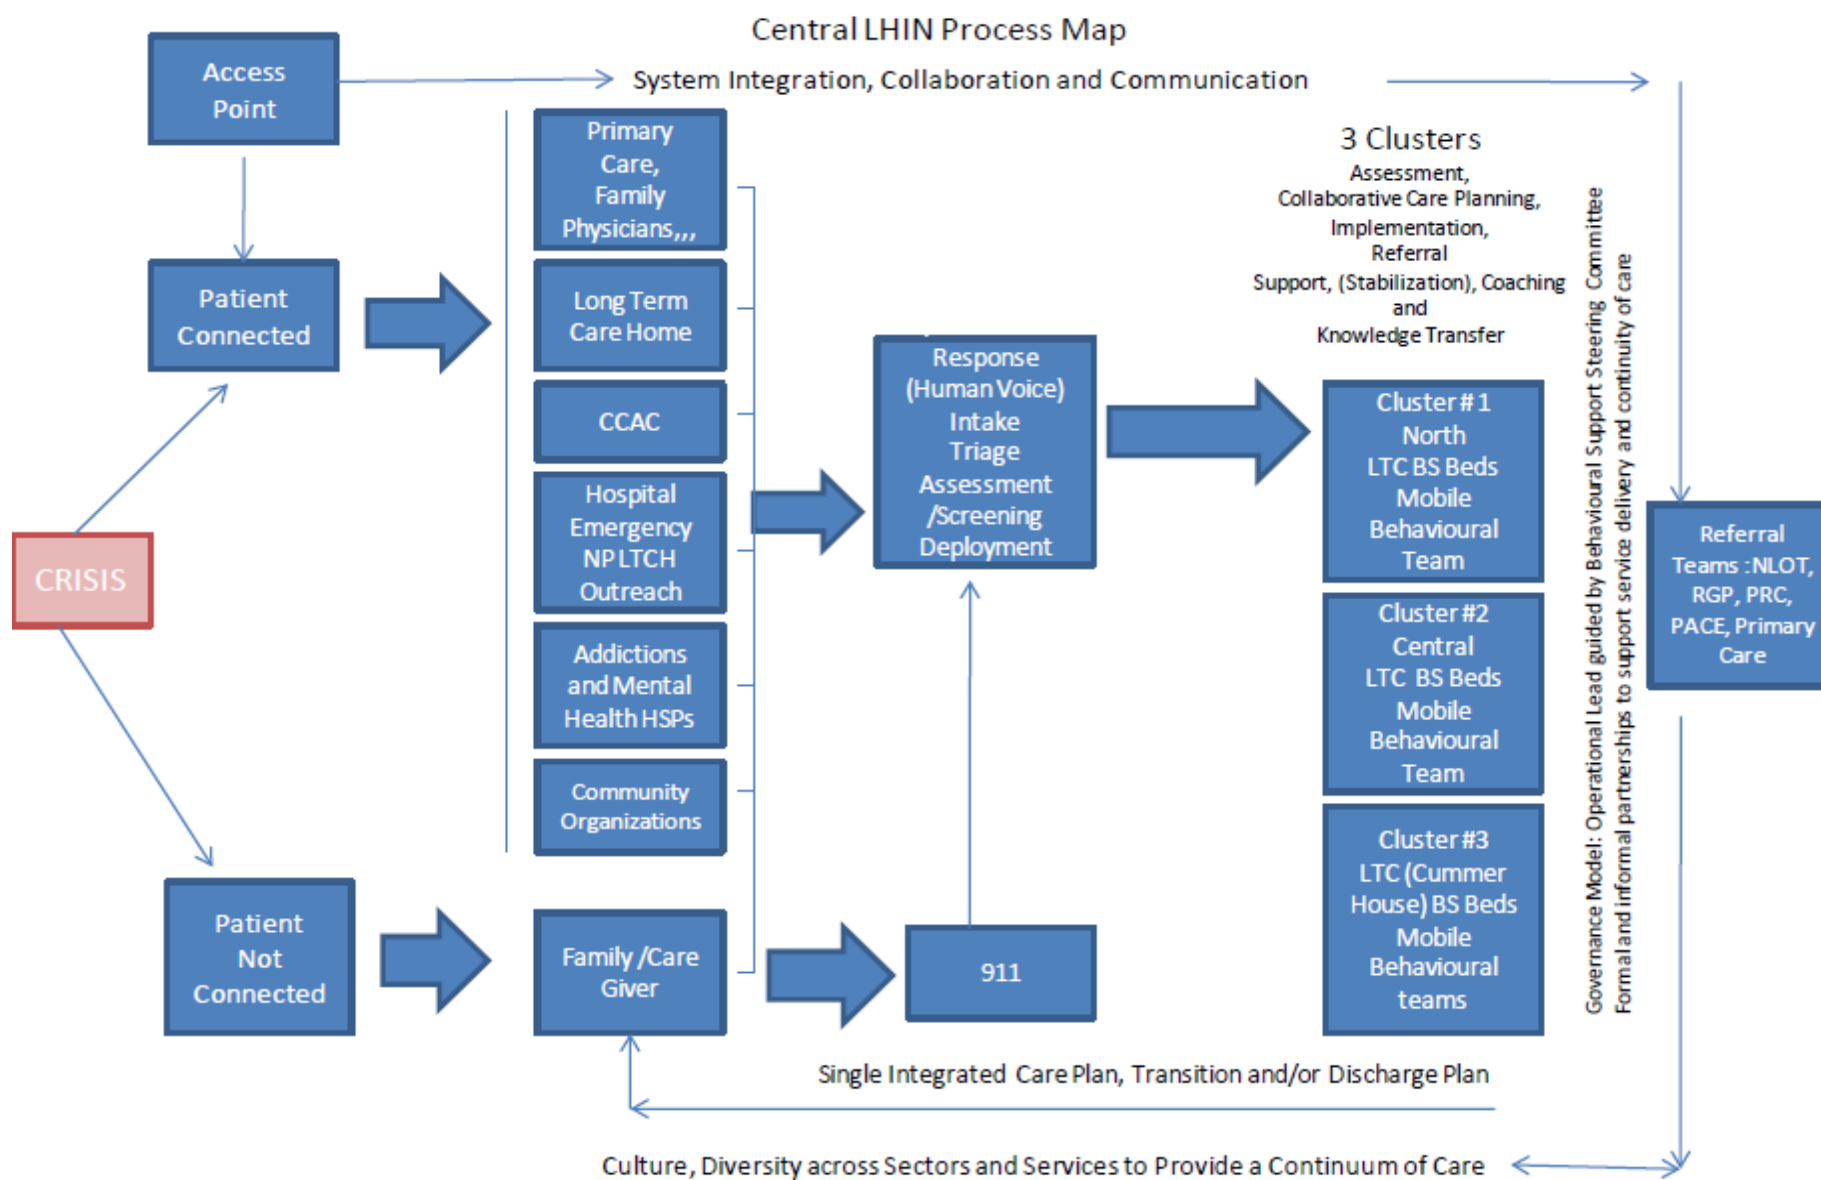 Central LHIN Process Map
Access
Point
System Integration, Collaboration and Communication
Primary
Care,
Family
Physicians,,,
3 Clusters
Assessment,
Collaborative Care Planning,
Implementation,
Referral
Support, (Stabilization), Coaching
and
Knowledge Transfer
Patient
Connected
Long Term
Care Home
CCAC
Hospital
Emergency
NP LTCH
Outreach
Addictions
and Mental
Health HSPs
Community
Organizations
Response
(Human Voice)
Intake
Triage
Assessment
/Screening
Deployment
Cluster # 1
North
LTC BS Beds
Mobile
Behavioural
Team
Cluster #2
Central
LTC BS Beds
Mobile
Behavioural
Team
Cluster #3
LTC (Cummer
House) BS Beds
Mobile
Behavioural
teams
Governance Model: Operational Lead guided by Behavioural Support Steering Committee
Formal and informal partnerships to support service delivery and continuity of care
Referral
Teams :NLOT,
RGP, PRC,
PACE, Primary
Care
CRISIS
Patient
Not
Connected
Family /Care
Giver
911
Single Integrated Care Plan, Transition and/or Discharge Plan
Culture, Diversity across Sectors and Services to Provide a Continuum of Care